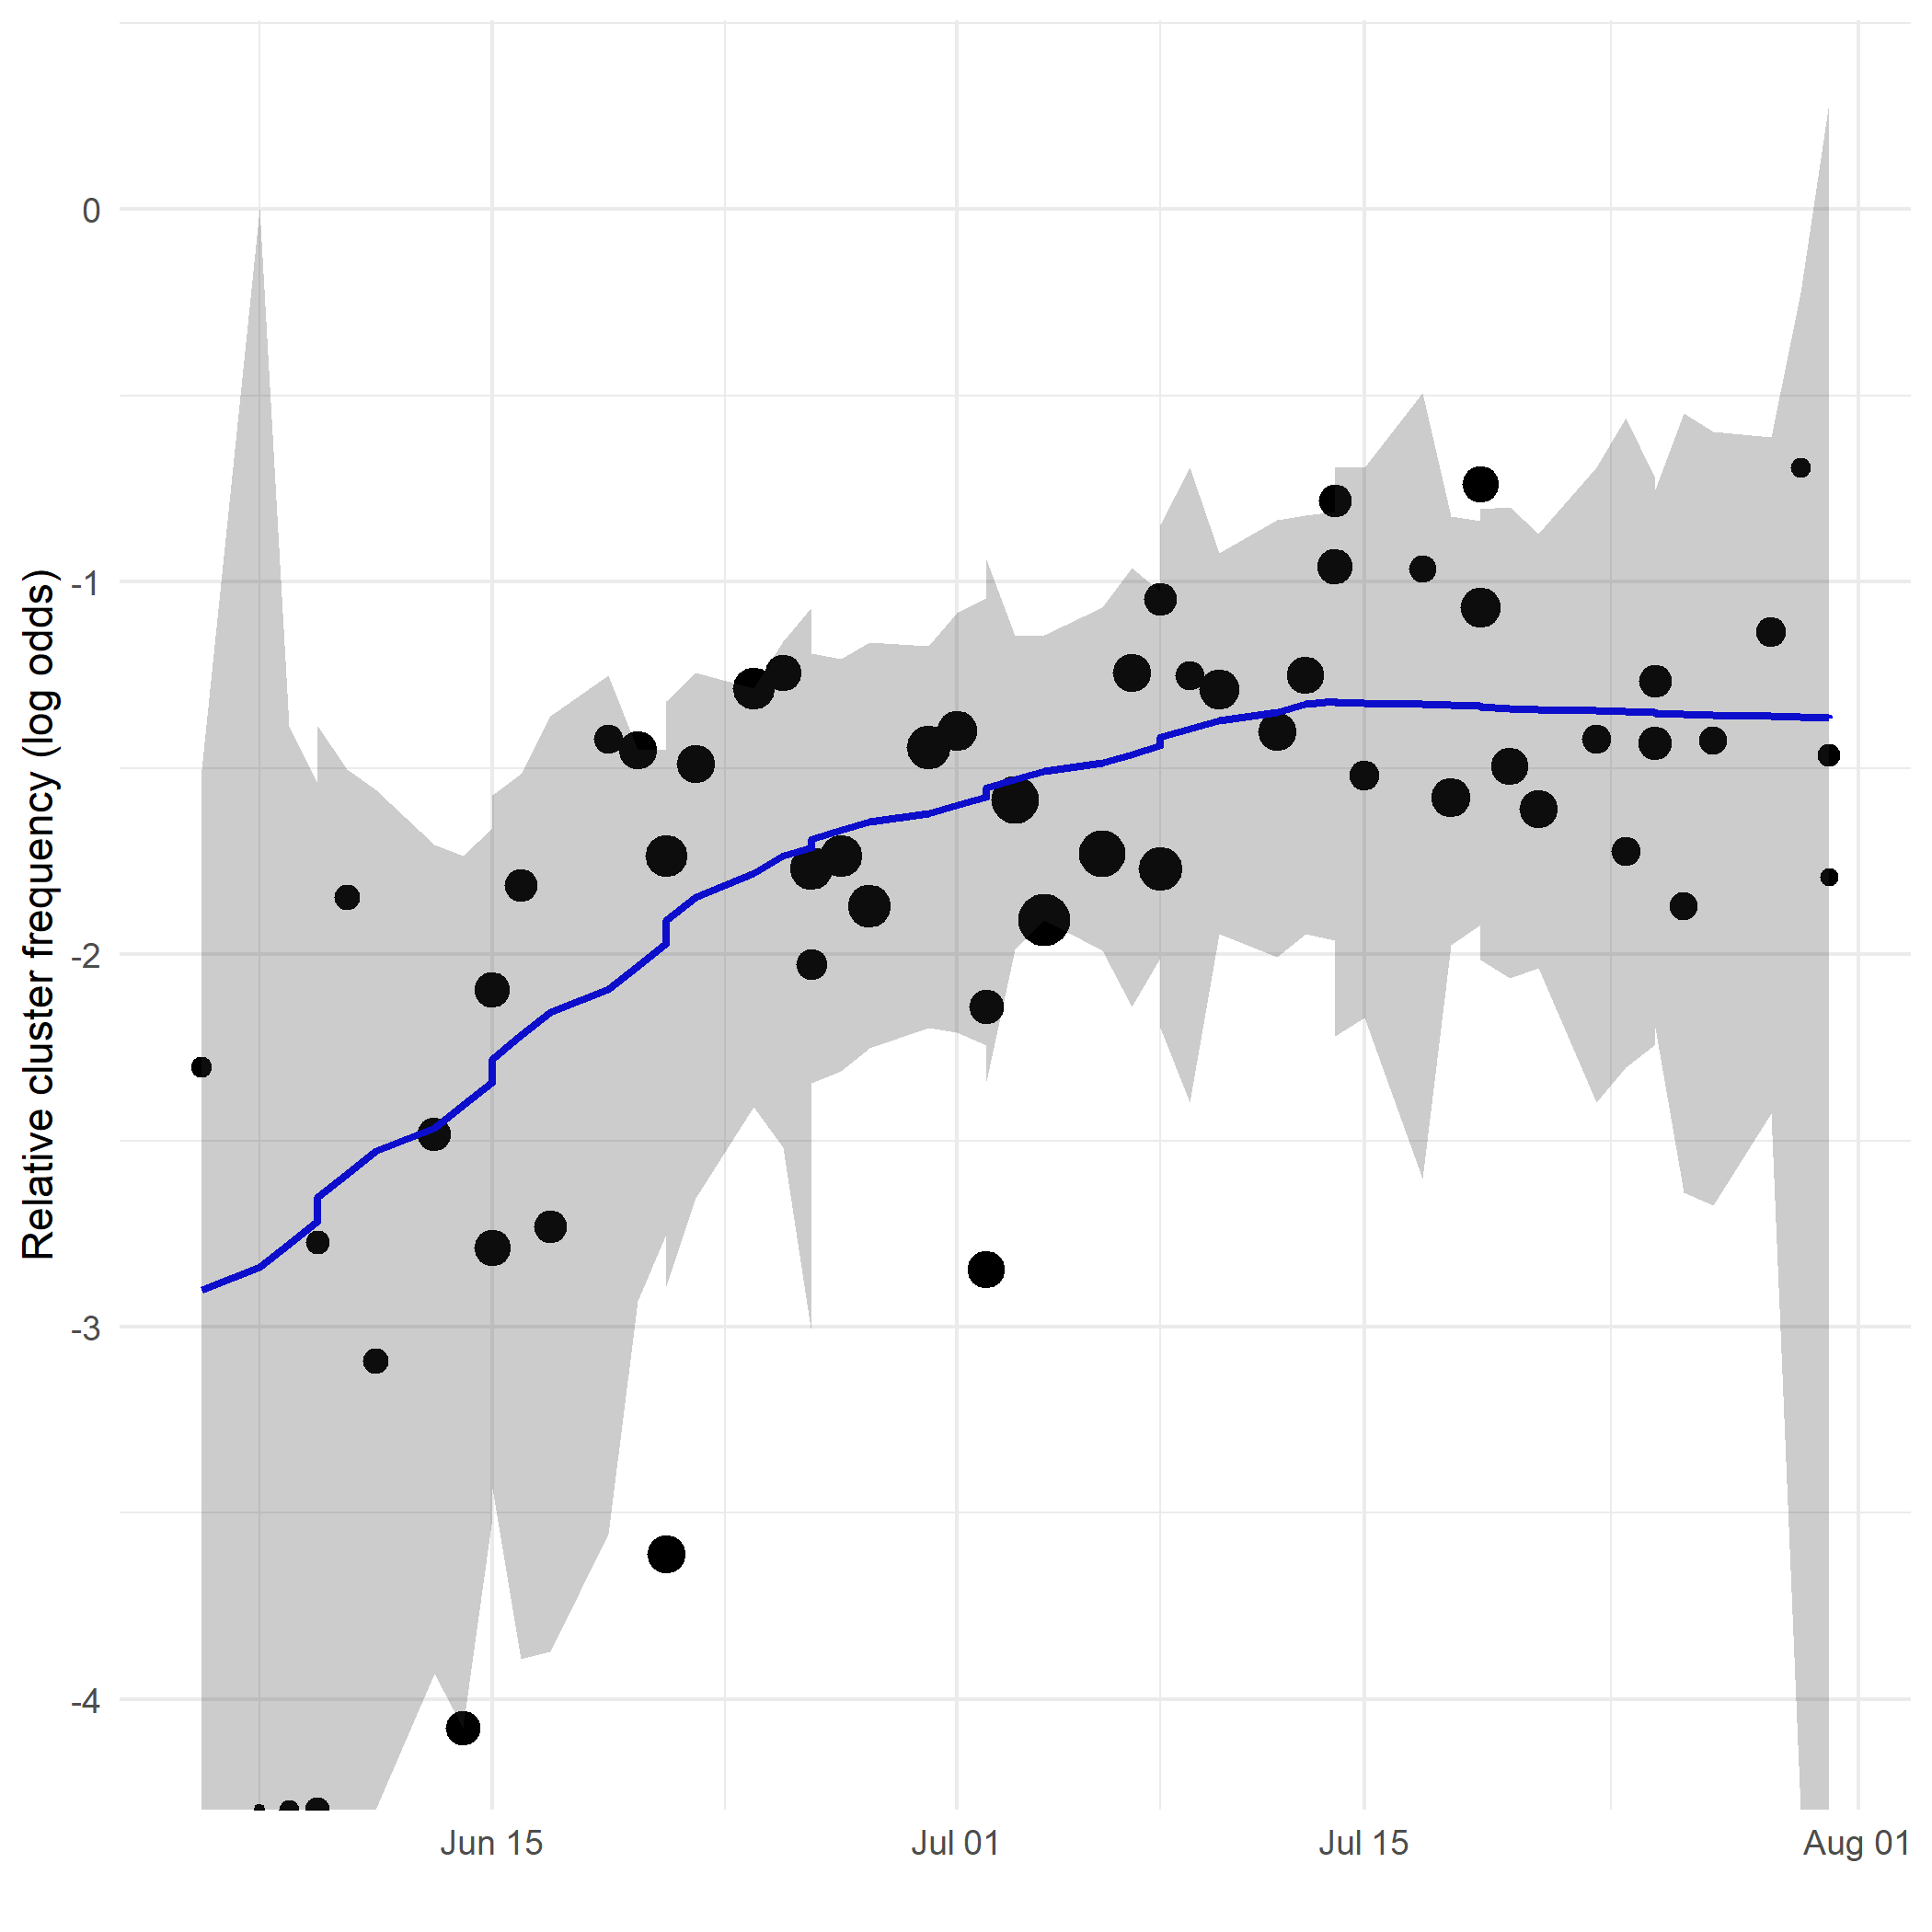 Relative cluster frequency (log odds)
0
-1
-2
-3
-4
Jun 15
Jul 01
Jul 15
Aug 01